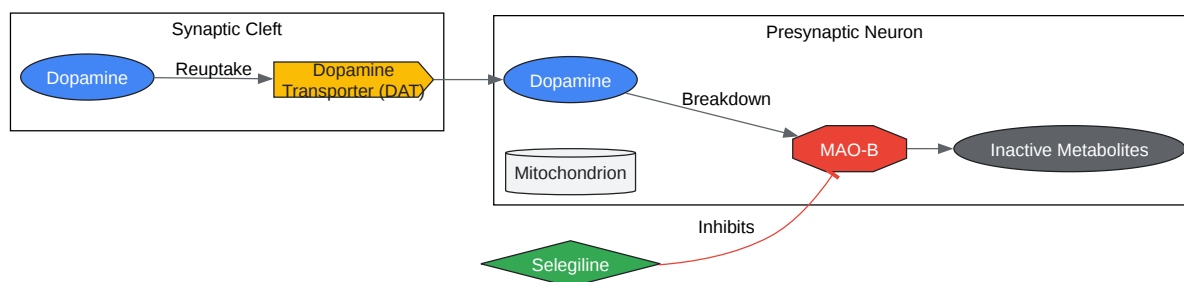 Synaptic Cleft
Dopamine
Reuptake
Dopamine
Transporter (DAT)
Presynaptic Neuron
Dopamine
Breakdown
MAO-B
Inactive Metabolites
Mitochondrion
Inhibits
Selegiline